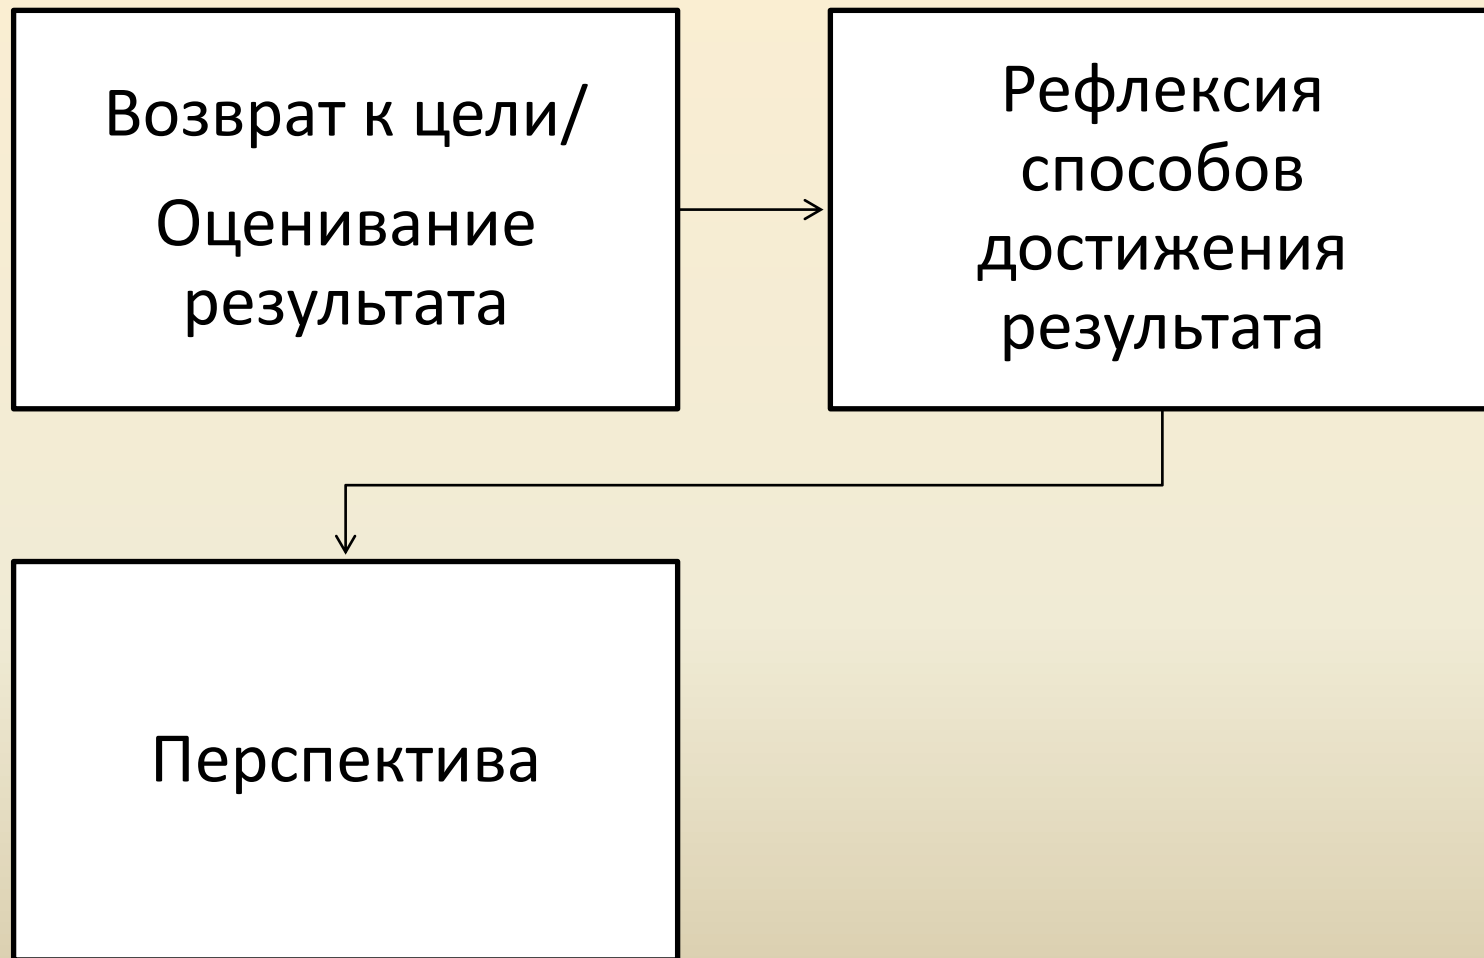 Возврат к цели/
Оценивание
результата
Рефлексия
способов
достижения
результата
Перспектива